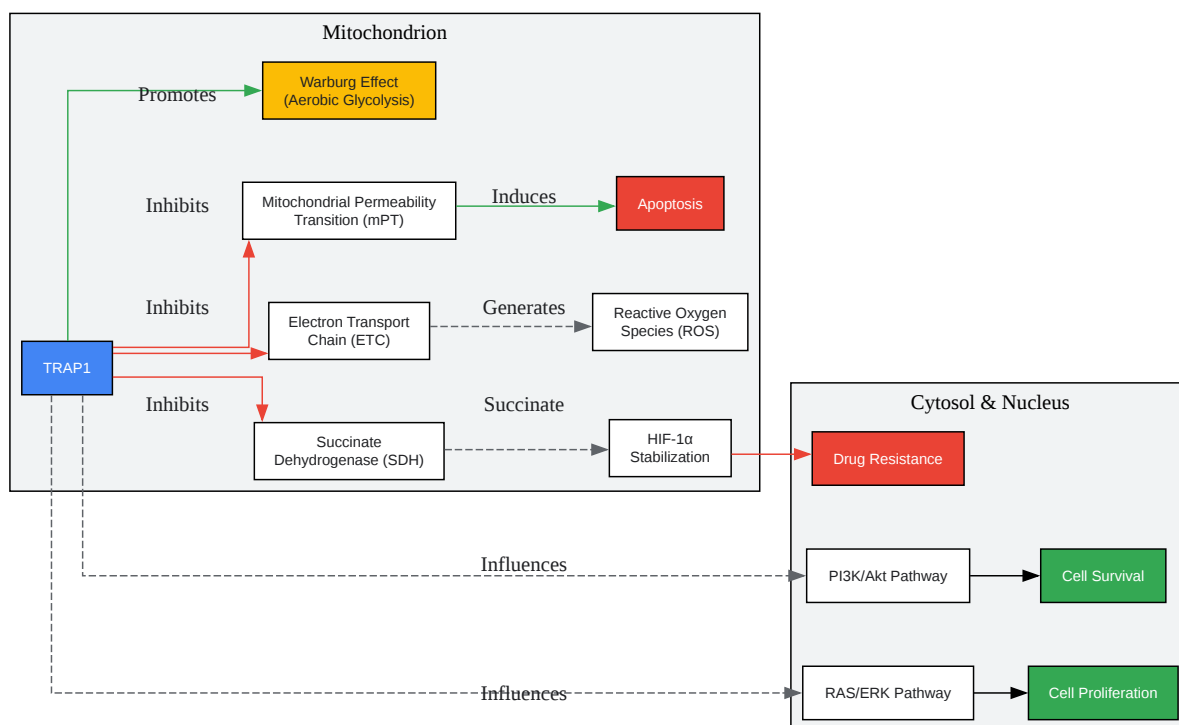 Mitochondrion
Warburg Effect
(Aerobic Glycolysis)
Promotes
Inhibits
Mitochondrial Permeability
Transition (mPT)
Induces
Apoptosis
Inhibits
Electron Transport
Chain (ETC)
Generates
Reactive Oxygen
Species (ROS)
TRAP1
Inhibits
Succinate
Dehydrogenase (SDH)
Succinate
HIF-1α
Stabilization
Cytosol & Nucleus
Drug Resistance
Influences
PI3K/Akt Pathway
Cell Survival
Influences
RAS/ERK Pathway
Cell Proliferation